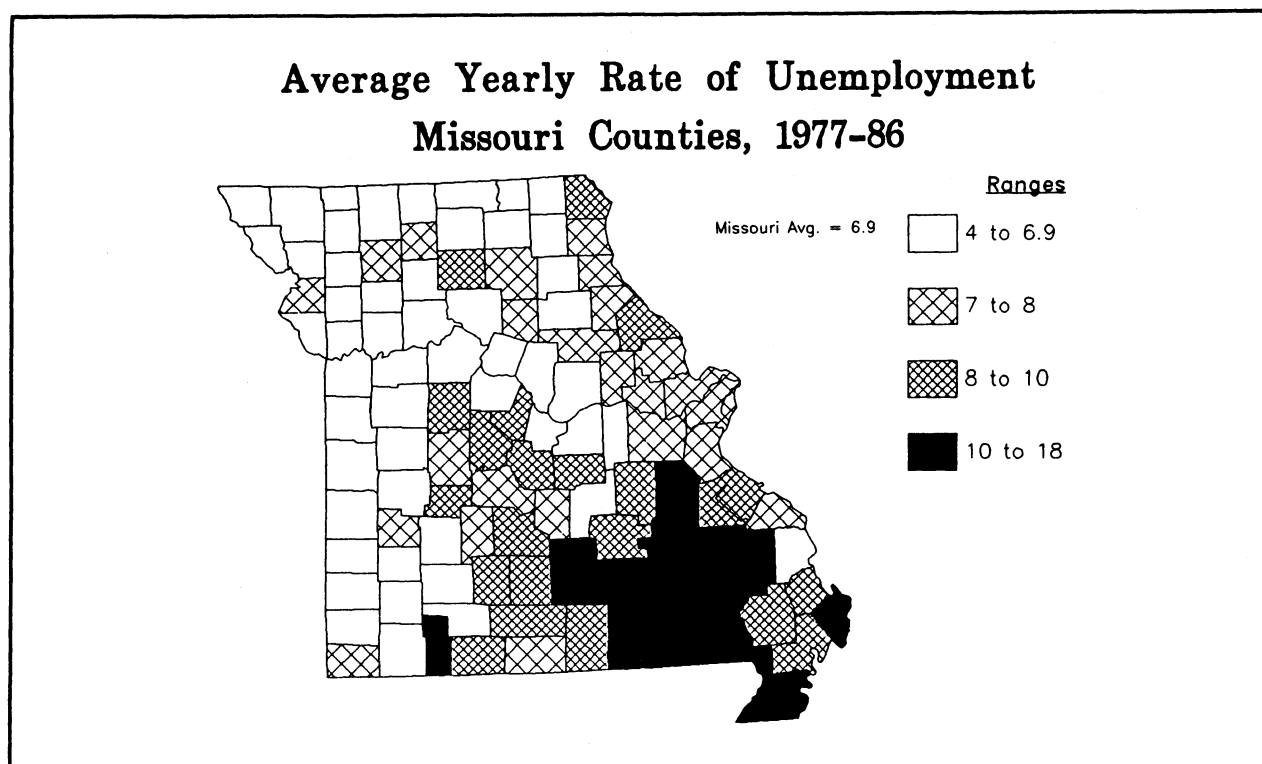 Average Yearly Rate of Unemployment
Missouri Counties, 1977-86
Ranges
Missouri Avg. = 6.9
4 to 6.9
7 to 8
8 to 10
10 to 18